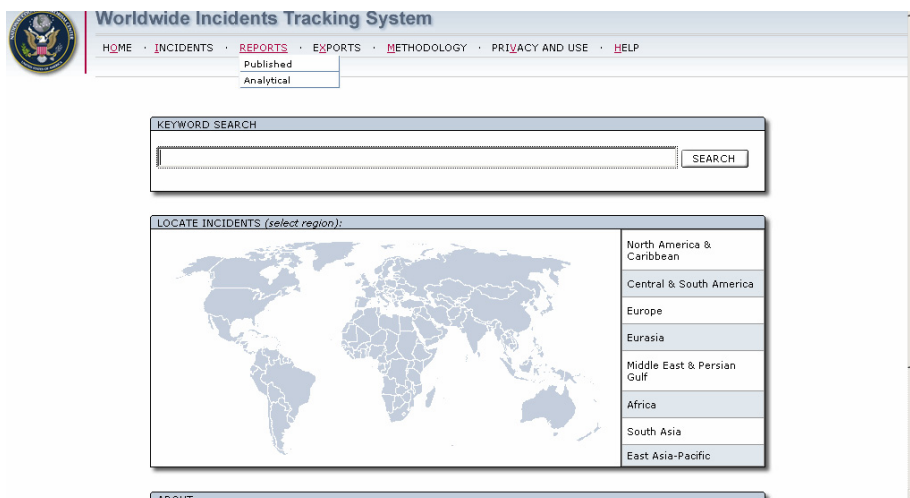 Worldwide Incidents Tracking System
HOME · INCIDENTS · REPORTS · EXPORTS · METHODOLOGY · PRIVACY AND USE · HELP
Published
Analytical
KEYWORD SEARCH
SEARCH
LOCATE INCIDENTS (select region):
North America &
Caribbean
Central & South America
Europe
Eurasia
Middle East & Persian
Gulf
Africa
South Asia
East Asia-Pacific
ABOUT